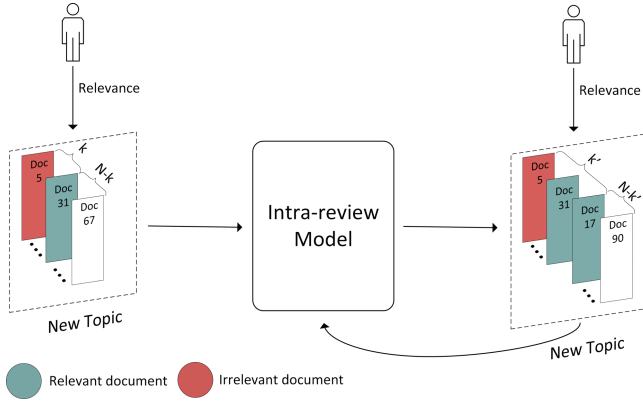 Relevance
k
N-k
Doc
5
Doc
31
Doc
67
New Topic
Intra-review
Model
Relevance
k'
N-k'
Doc
5
Doc
31
Doc
17
Doc
90
New Topic
Relevant document
Irrelevant document